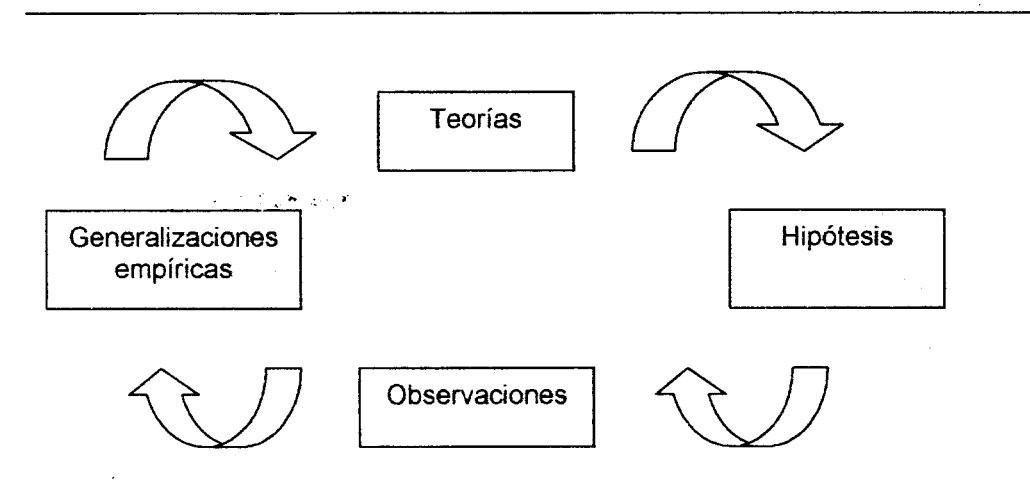 Teorías
Generalizaciones
empíricas
Hipótesis
Observaciones